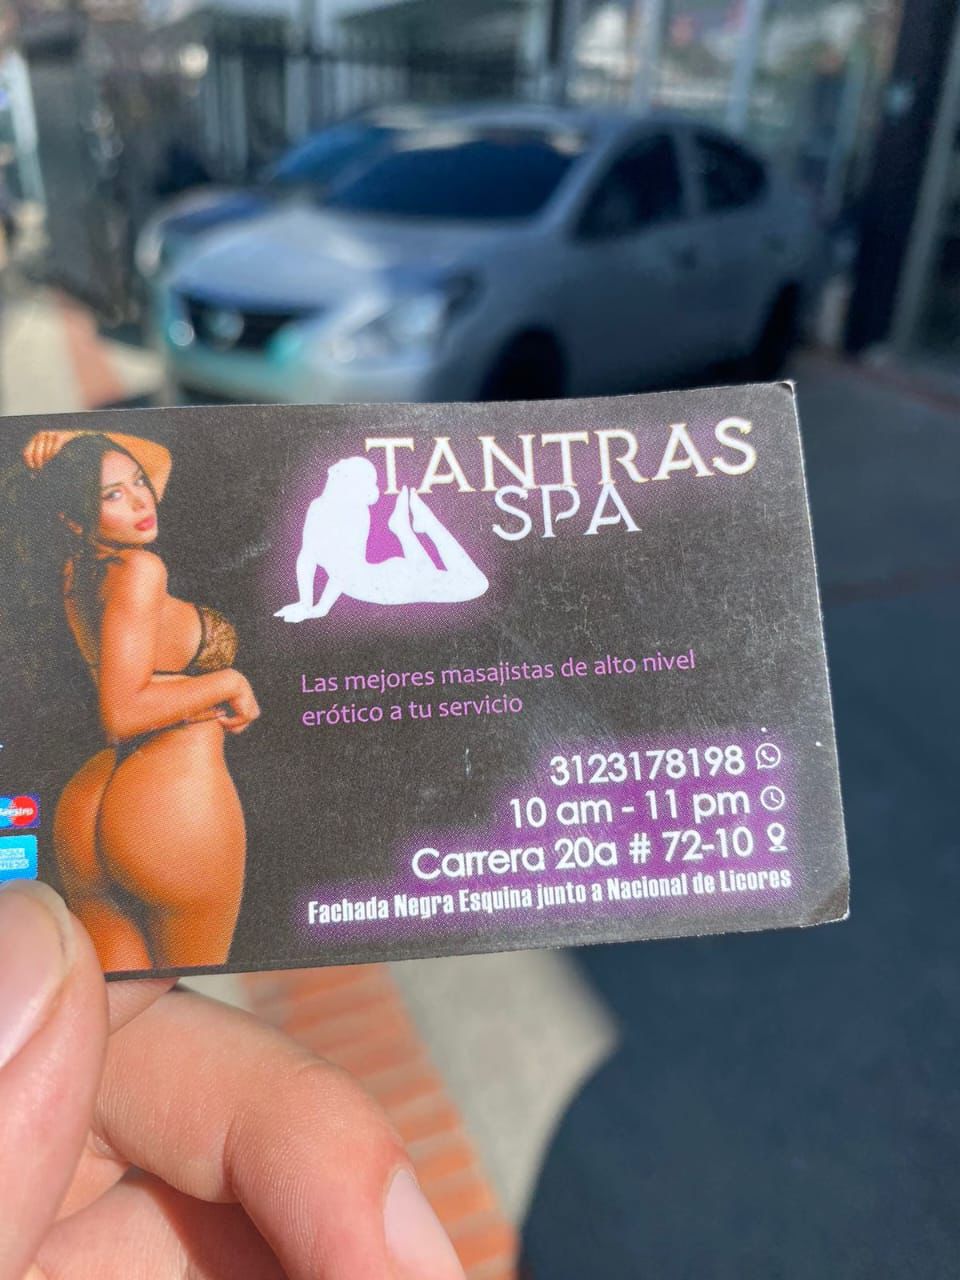 TANTRAS
SPA
Las mejores masajistas de alto nivel
erótico a tu servicio
3123178198
10 am - 11 pm
Carrera 20a # 72-10
Fachada Negra Esquina junto a Nacional de Licores